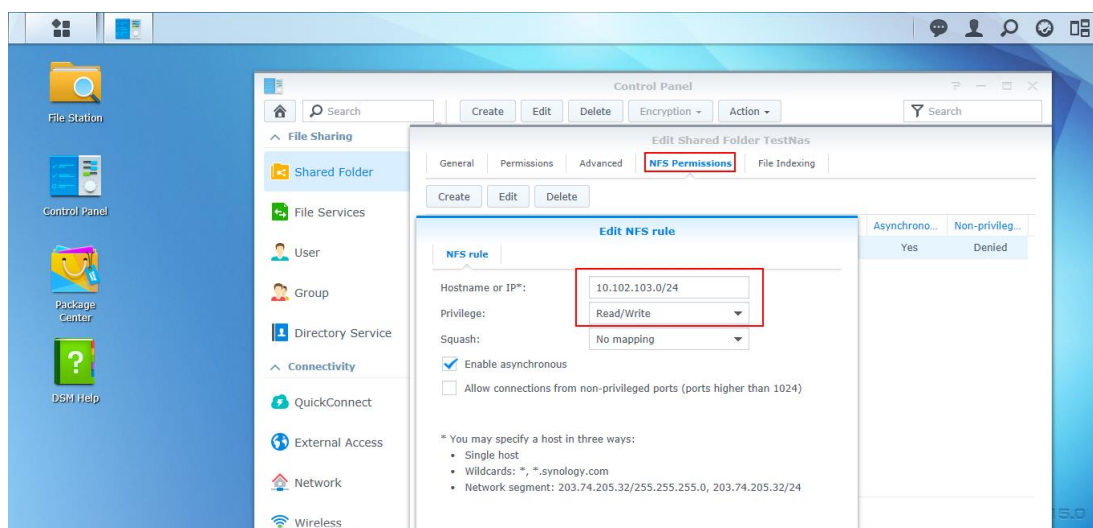 Control Panel
Search
Create Edit Delete Encryption Action
Search
File Station
Control Panel
Package
Center
DSM Help
File Sharing
Shared Folder
File Services
User
Group
Directory Service
Connectivity
QuickConnect
External Access
Network
Wireless
Edit Shared Folder TestNas
General Permissions Advanced NFS Permissions File Indexing
Create Edit Delete
Asynchrono... Non-privileg...
Yes Denied
Edit NFS rule
NFS rule
Hostname or IP*: 10.102.103.0/24
Privilege: Read/Write
Squash: No mapping
Enable asynchronous
Allow connections from non-privileged ports (ports higher than 1024)
* You may specify a host in three ways:
• Single host
• Wildcards: *, *.synology.com
• Network segment: 203.74.205.32/255.255.255.0, 203.74.205.32/24